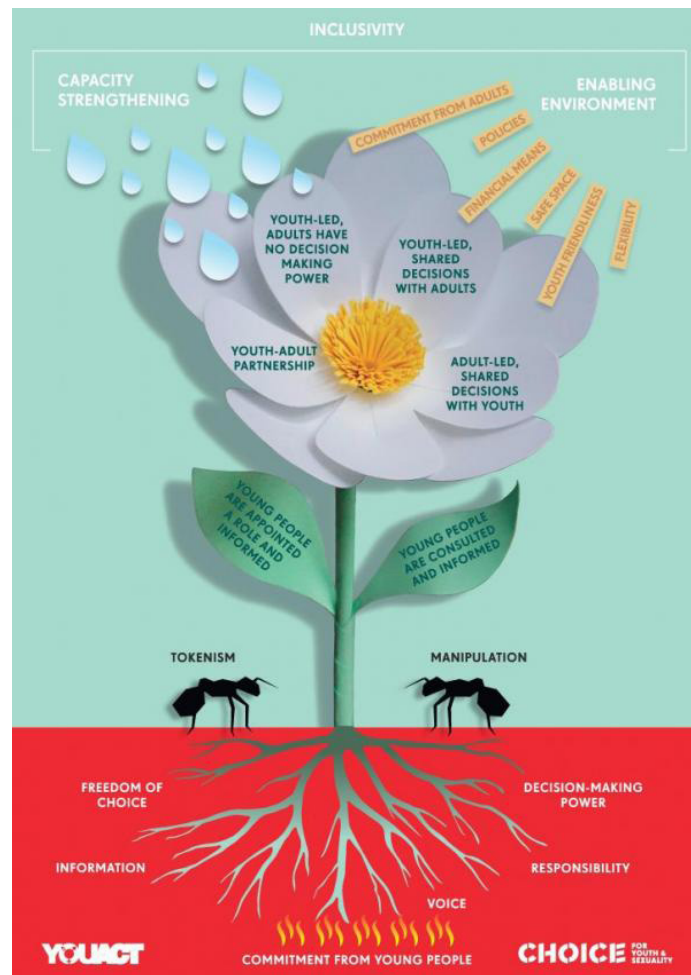 INCLUSIVITY
CAPACITY
STRENGTHENING
ENABLING
ENVIRONMENT
COMMITMENT FROM ADULTS
POLICIES
FINANCIAL MEANS
SAFE SPACE
YOUTH FRIENDLINESS
FLEXIBILITY
YOUTH-LED,
ADULTS HAVE
NO DECISION
MAKING
POWER
YOUTH-LED,
SHARED
DECISIONS
WITH ADULTS
YOUTH-ADULT
PARTNERSHIP
ADULT-LED,
SHARED
DECISIONS
WITH YOUTH
YOUNG PEOPLE
ARE APPOINTED
A ROLE AND
INFORMED
YOUNG PEOPLE
ARE CONSULTED
AND INFORMED
TOKENISM
MANIPULATION
FREEDOM OF
CHOICE
DECISION-MAKING
POWER
INFORMATION
RESPONSIBILITY
VOICE
COMMITMENT FROM YOUNG PEOPLE
YOUACT
CHOICE FOR YOUTH & SEXUALITY